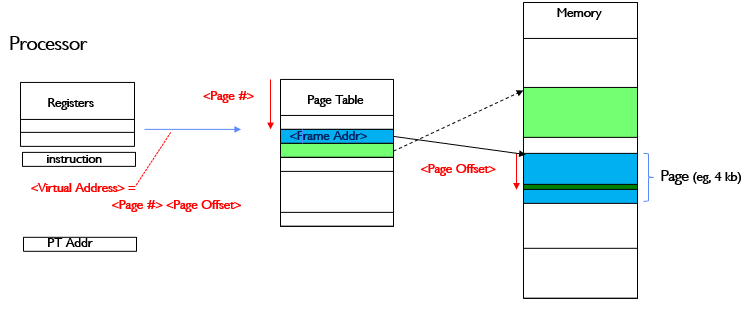 Processor
Registers
instruction
<Virtual Address> =
<Page #> <Page Offset>
PT Addr
<Page #>
Page Table
<Frame Addr>
Memory
<Page Offset>
Page (eg, 4 kb)